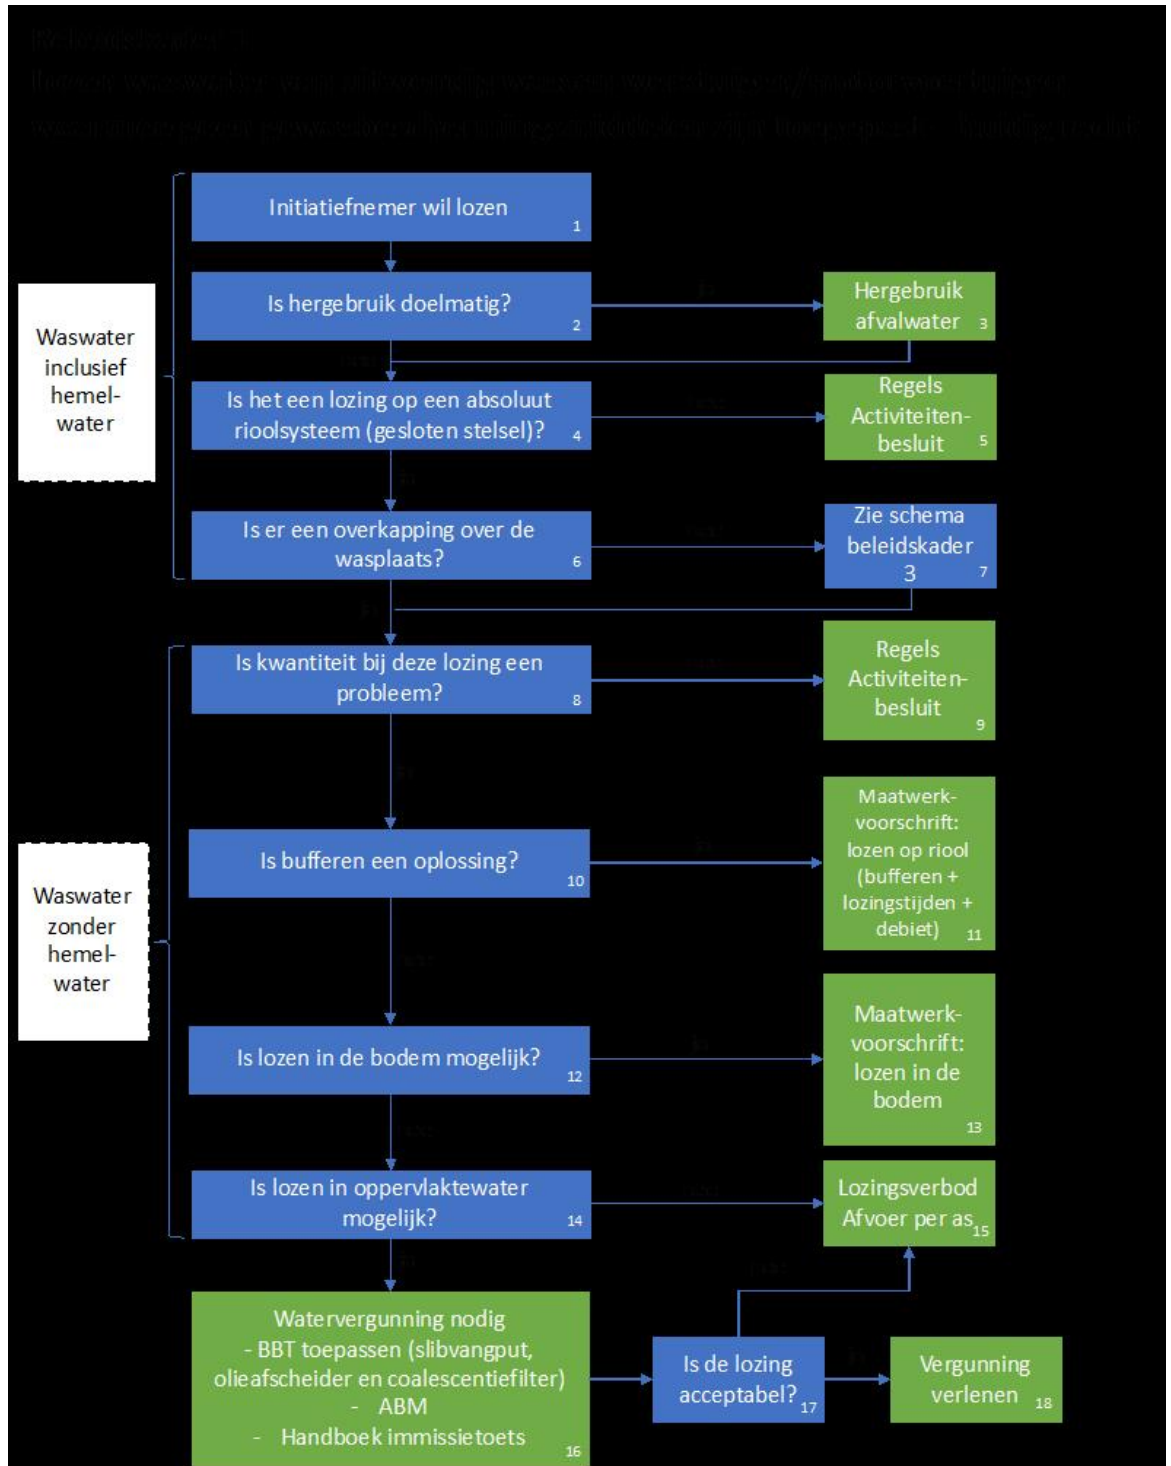 Initiatiefnemer wil lozen
1
Is hergebruik doelmatig?
2
Hergebruik
afvalwater
3
Waswater
inclusief
hemel-
water
Is het een lozing op een absoluut
rioolsysteem (gesloten stelsel)?
4
Regels
Activiteiten-
besluit
5
Is er een overkapping over de
wasplaats?
6
Zie schema
beleidskader
3
7
Is kwantiteit bij deze lozing een
probleem?
8
Regels
Activiteiten-
besluit
9
Waswater
zonder
hemel-
water
Is bufferen een oplossing?
10
Maatwerk-
voorschrift:
lozen op riool
(bufferen +
lozingstijden +
debiet)
11
Is lozen in de bodem mogelijk?
12
Maatwerk-
voorschrift:
lozen in de
bodem
13
Is lozen in oppervlaktewater
mogelijk?
14
Lozingsverbod
Afvoer per as
15
Watervergunning nodig
- BBT toepassen (slibvangput,
olieafscheider en coalescentiefilter)
- ABM
- Handboek immissietoets
16
Is de lozing
acceptabel?
17
Vergunning
verlenen
18